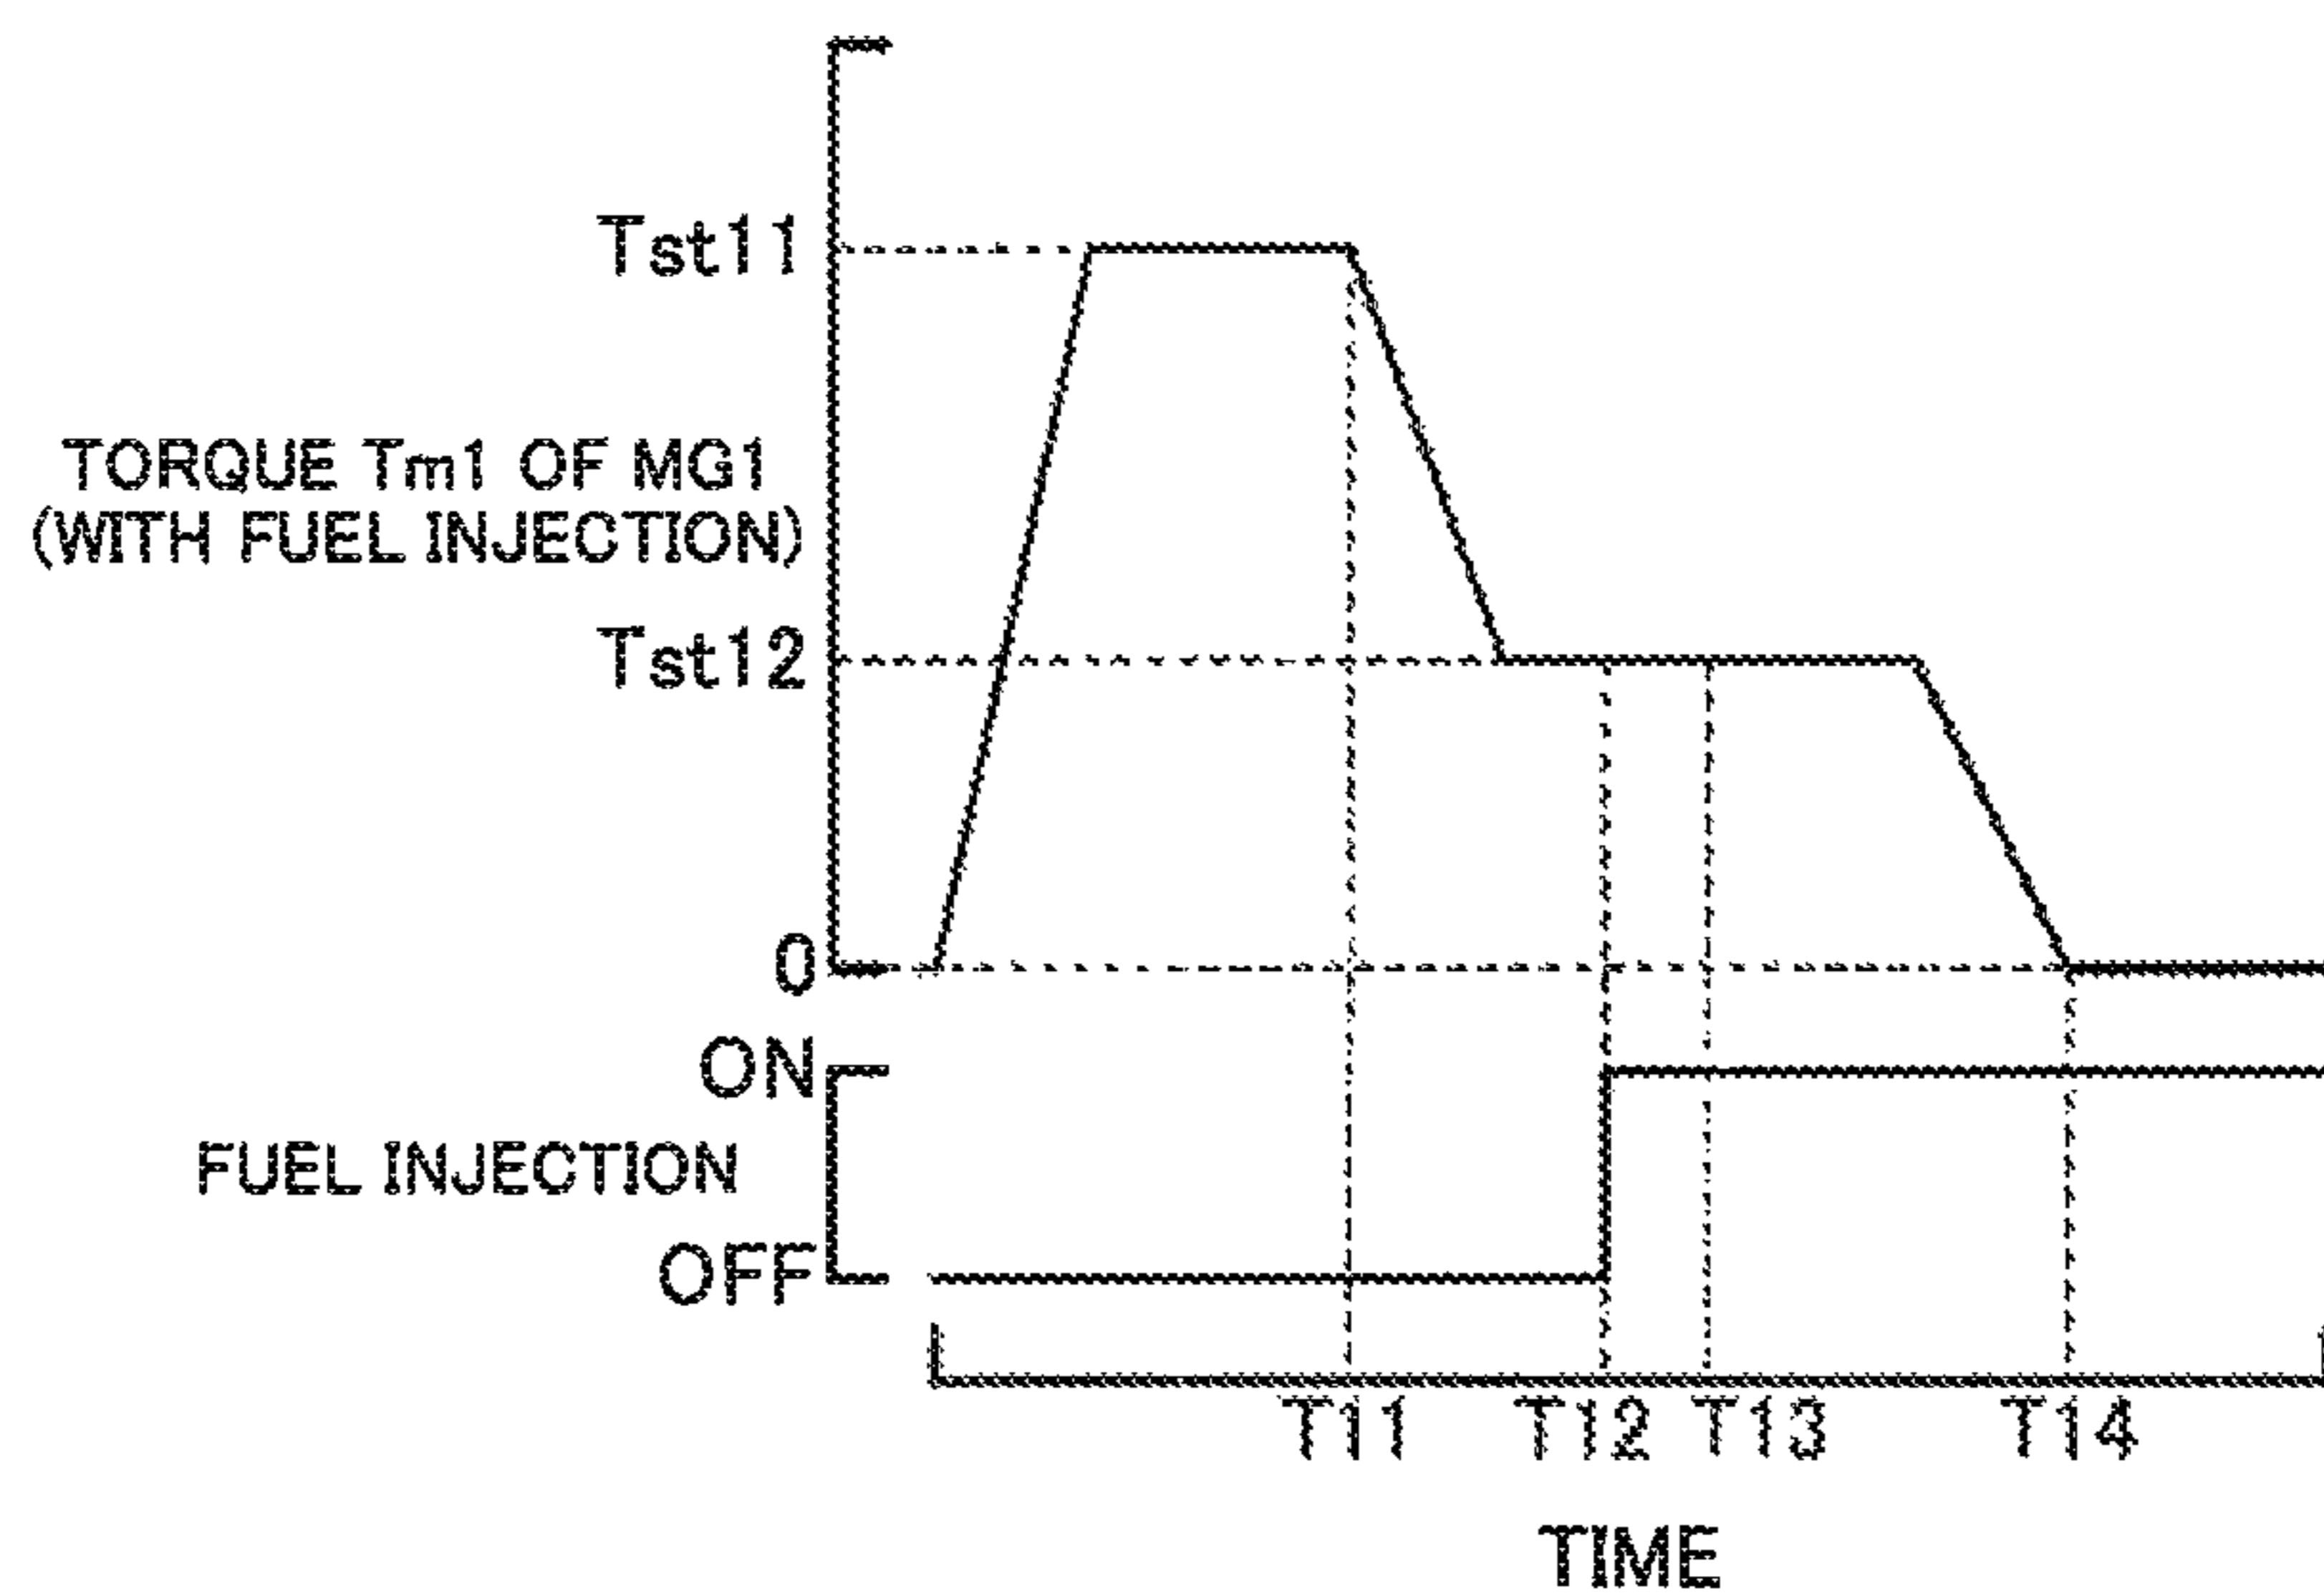 Tst11
TORQUE Tm1 OF MG1
(WITH FUEL INJECTION)
Tst12
0
ON
FUEL INJECTION
OFF
T11 T12 T13 T14
TIME